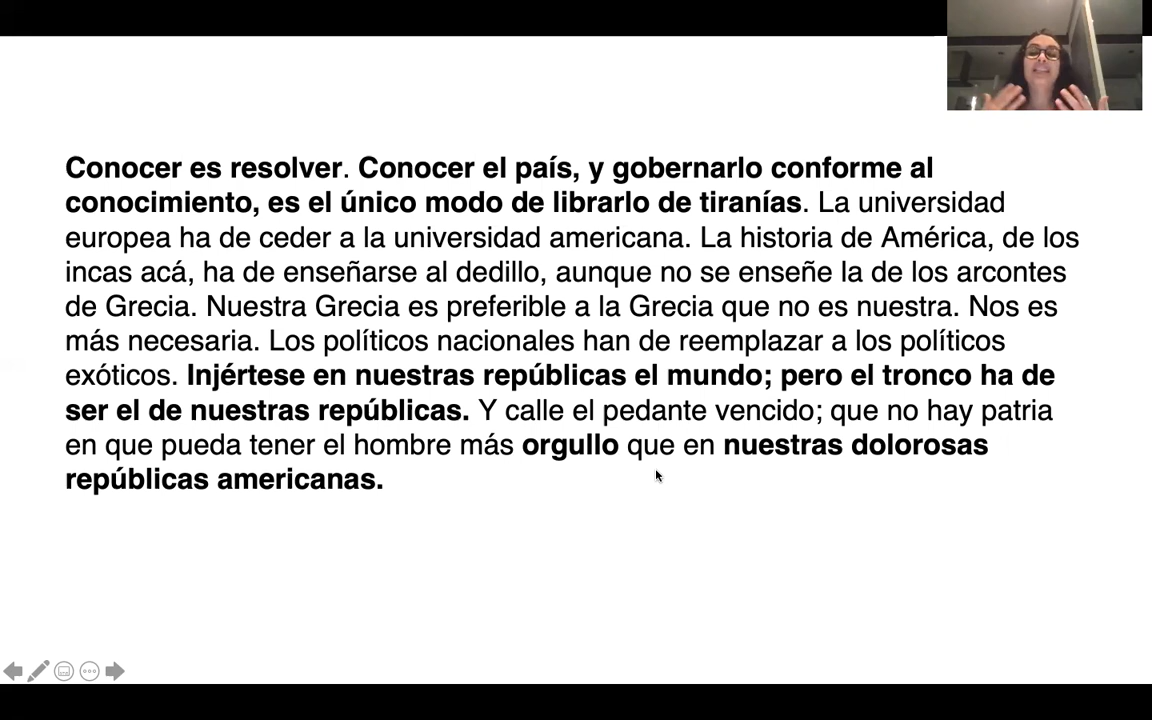 Conocer es resolver. Conocer el país, y gobernarlo conforme al
conocimiento, es el único modo de librarlo de tiranías. La universidad
europea ha de ceder a la universidad americana. La historia de América, de los
incas acá, ha de enseñarse al dedillo, aunque no se enseñe la de los arcontes
de Grecia. Nuestra Grecia es preferible a la Grecia que no es nuestra. Nos es
más necesaria. Los políticos nacionales han de reemplazar a los políticos
exóticos. Injértese en nuestras repúblicas el mundo; pero el tronco ha de
ser el de nuestras repúblicas. Y calle el pedante vencido; que no hay patria
en que pueda tener el hombre más orgullo que en nuestras dolorosas
repúblicas americanas.